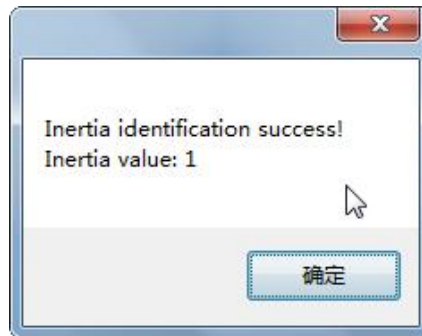 Inertia identification success!
Inertia value: 1
确定